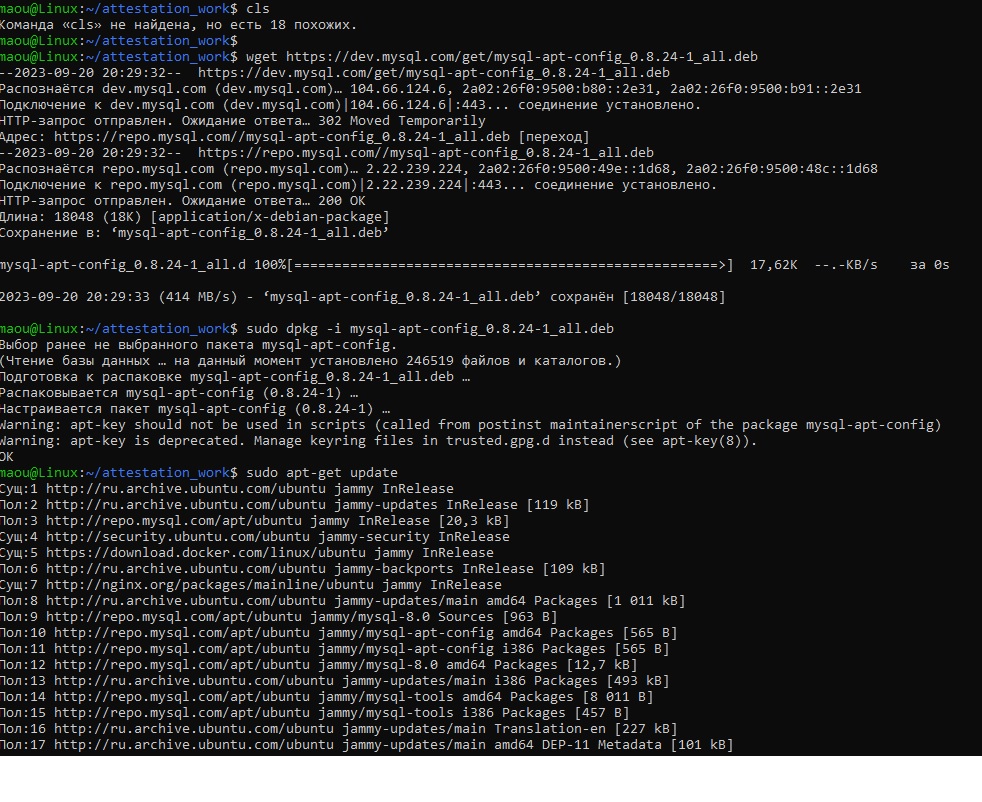 maou@Linux:~/attestation_work$ cls
Команда «cls» не найдена, но есть 18 похожих.
maou@Linux:~/attestation_work$
maou@Linux:~/attestation_work$ wget https://dev.mysql.com/get/mysql-apt-config_0.8.24-1_all.deb
--2023-09-20 20:29:32--  https://dev.mysql.com/get/mysql-apt-config_0.8.24-1_all.deb
Распознаётся dev.mysql.com (dev.mysql.com)… 104.66.124.6, 2a02:26f0:9500:b80::2e31, 2a02:26f0:9500:b91::2e31
Подключение к dev.mysql.com (dev.mysql.com)|104.66.124.6|:443... соединение установлено.
HTTP-запрос отправлен. Ожидание ответа… 302 Moved Temporarily
Адрес: https://repo.mysql.com//mysql-apt-config_0.8.24-1_all.deb [переход]
--2023-09-20 20:29:32--  https://repo.mysql.com//mysql-apt-config_0.8.24-1_all.deb
Распознаётся repo.mysql.com (repo.mysql.com)… 2.22.239.224, 2a02:26f0:9500:49e::1d68, 2a02:26f0:9500:48c::1d68
Подключение к repo.mysql.com (repo.mysql.com)|2.22.239.224|:443... соединение установлено.
HTTP-запрос отправлен. Ожидание ответа… 200 OK
Длина: 18048 (18K) [application/x-debian-package]
Сохранение в: ‘mysql-apt-config_0.8.24-1_all.deb’
mysql-apt-config_0.8.24-1_all.d 100%[=====================================================>]  17,62K  --.-KB/s    за 0s
2023-09-20 20:29:33 (414 MB/s) - ‘mysql-apt-config_0.8.24-1_all.deb’ сохранён [18048/18048]
maou@Linux:~/attestation_work$ sudo dpkg -i mysql-apt-config_0.8.24-1_all.deb
Выбор ранее не выбранного пакета mysql-apt-config.
(Чтение базы данных … на данный момент установлено 246519 файлов и каталогов.)
Подготовка к распаковке mysql-apt-config_0.8.24-1_all.deb …
Распаковывается mysql-apt-config (0.8.24-1) …
Настраивается пакет mysql-apt-config (0.8.24-1) …
Warning: apt-key should not be used in scripts (called from postinst maintainerscript of the package mysql-apt-config)
Warning: apt-key is deprecated. Manage keyring files in trusted.gpg.d instead (see apt-key(8)).
OK
maou@Linux:~/attestation_work$ sudo apt-get update
Сущ:1 http://ru.archive.ubuntu.com/ubuntu jammy InRelease
Пол:2 http://ru.archive.ubuntu.com/ubuntu jammy-updates InRelease [119 kB]
Пол:3 http://repo.mysql.com/apt/ubuntu jammy InRelease [20,3 kB]
Сущ:4 http://security.ubuntu.com/ubuntu jammy-security InRelease
Сущ:5 https://download.docker.com/linux/ubuntu jammy InRelease
Пол:6 http://ru.archive.ubuntu.com/ubuntu jammy-backports InRelease [109 kB]
Сущ:7 http://nginx.org/packages/mainline/ubuntu jammy InRelease
Пол:8 http://ru.archive.ubuntu.com/ubuntu jammy-updates/main amd64 Packages [1 011 kB]
Пол:9 http://repo.mysql.com/apt/ubuntu jammy/mysql-8.0 Sources [963 B]
Пол:10 http://repo.mysql.com/apt/ubuntu jammy/mysql-apt-config amd64 Packages [565 B]
Пол:11 http://repo.mysql.com/apt/ubuntu jammy/mysql-apt-config i386 Packages [565 B]
Пол:12 http://repo.mysql.com/apt/ubuntu jammy/mysql-8.0 amd64 Packages [12,7 kB]
Пол:13 http://ru.archive.ubuntu.com/ubuntu jammy-updates/main i386 Packages [493 kB]
Пол:14 http://repo.mysql.com/apt/ubuntu jammy/mysql-tools amd64 Packages [8 011 B]
Пол:15 http://repo.mysql.com/apt/ubuntu jammy/mysql-tools i386 Packages [457 B]
Пол:16 http://ru.archive.ubuntu.com/ubuntu jammy-updates/main Translation-en [227 kB]
Пол:17 http://ru.archive.ubuntu.com/ubuntu jammy-updates/main amd64 DEP-11 Metadata [101 kB]